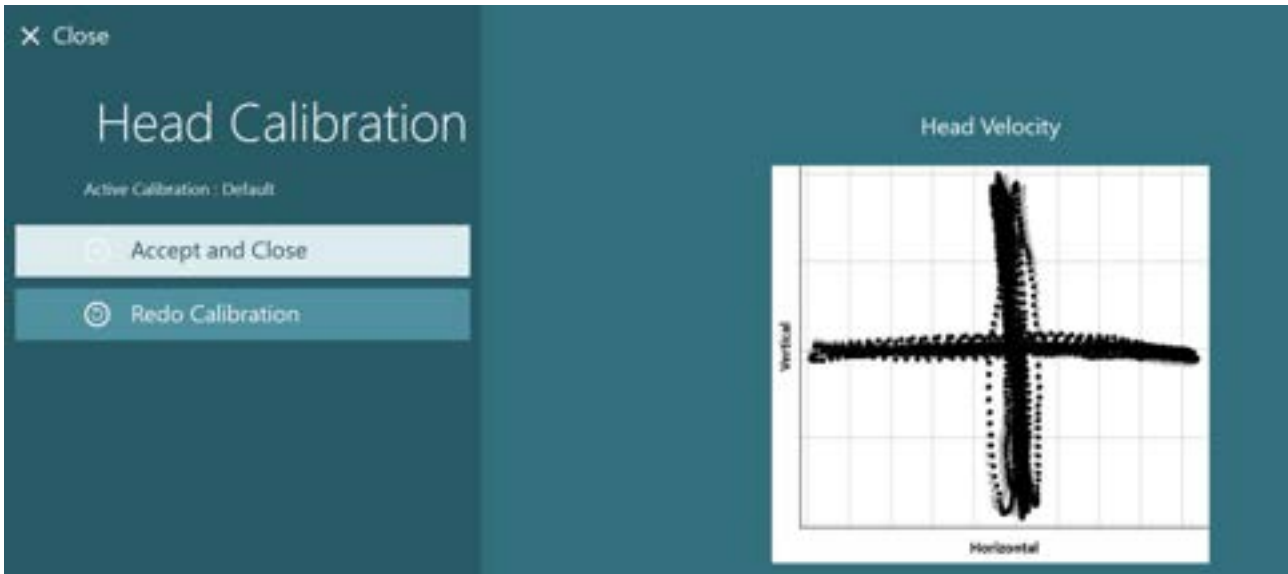 Close
Head Calibration
Active Calibration : Default
Accept and Close
Redo Calibration
Head Velocity
Vertical
Horizontal